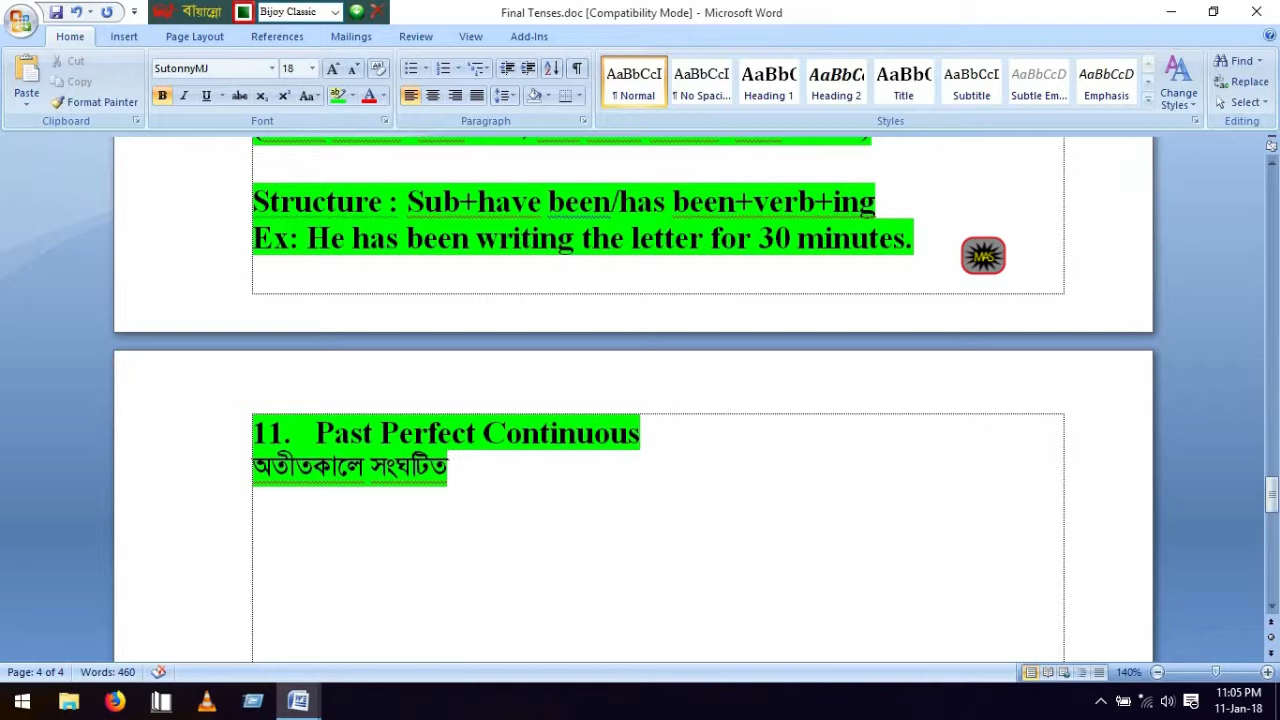 Final Tenses.doc [Compatibility Mode] - Microsoft Word
বায়ান্নো
Bijoy Classic
Home Insert Page Layout References Mailings Review View Add-Ins
Cut
Copy
Format Painter
Paste
Clipboard
SutonnyMJ 18
Font
Paragraph
AaBbCcI AaBbCcI AaBbC AaBbCc AaBbC AaBbCcI AaBbCcD AaBbCcD
¶ Normal ¶ No Spaci... Heading 1 Heading 2 Title Subtitle Subtle Em... Emphasis
Styles
Change Styles
Find
Replace
Select
Editing
Structure : Sub+have been/has been+verb+ing
Ex: He has been writing the letter for 30 minutes.
MAS
11. Past Perfect Continuous
অতীতকালে সংঘটিত
Page: 4 of 4 Words: 460 140%
11:05 PM
11-Jan-18